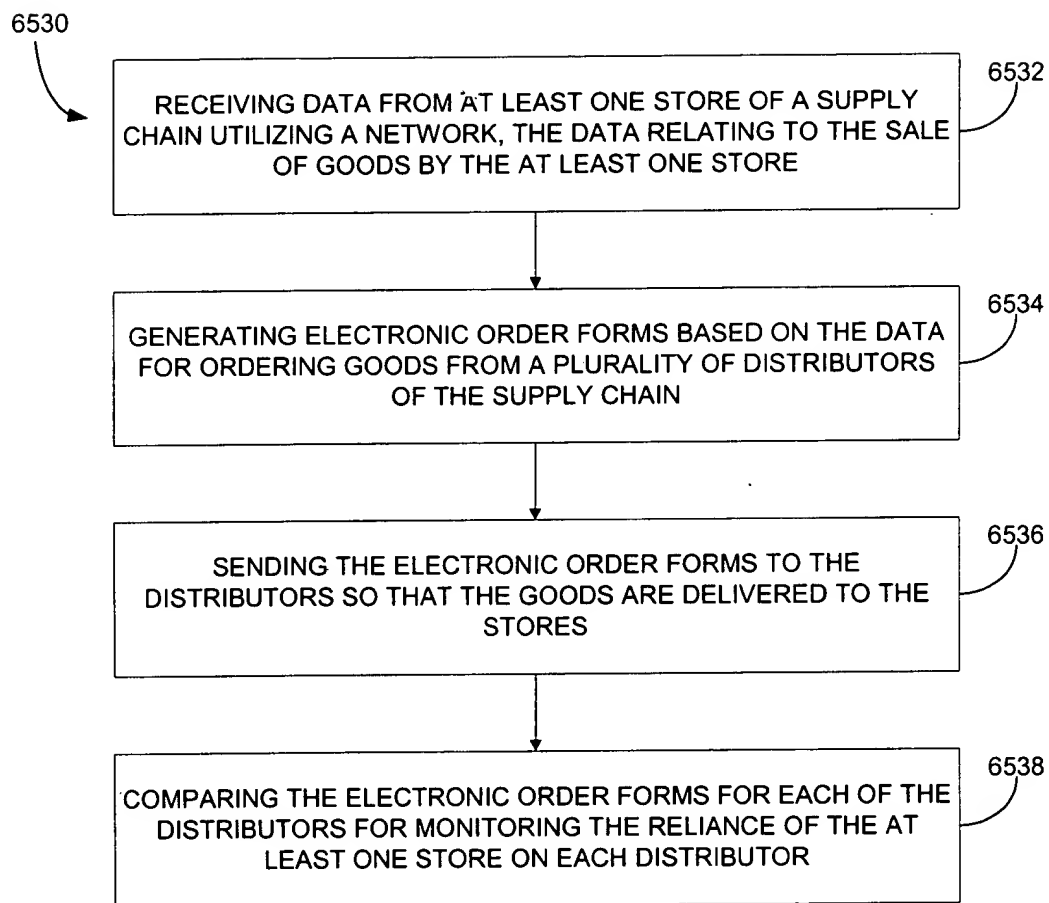 6530
6532
RECEIVING DATA FROM AT LEAST ONE STORE OF A SUPPLY
CHAIN UTILIZING A NETWORK, THE DATA RELATING TO THE SALE
OF GOODS BY THE AT LEAST ONE STORE
6534
GENERATING ELECTRONIC ORDER FORMS BASED ON THE DATA
FOR ORDERING GOODS FROM A PLURALITY OF DISTRIBUTORS
OF THE SUPPLY CHAIN
6536
SENDING THE ELECTRONIC ORDER FORMS TO THE
DISTRIBUTORS SO THAT THE GOODS ARE DELIVERED TO THE
STORES
6538
COMPARING THE ELECTRONIC ORDER FORMS FOR EACH OF THE
DISTRIBUTORS FOR MONITORING THE RELIANCE OF THE AT
LEAST ONE STORE ON EACH DISTRIBUTOR